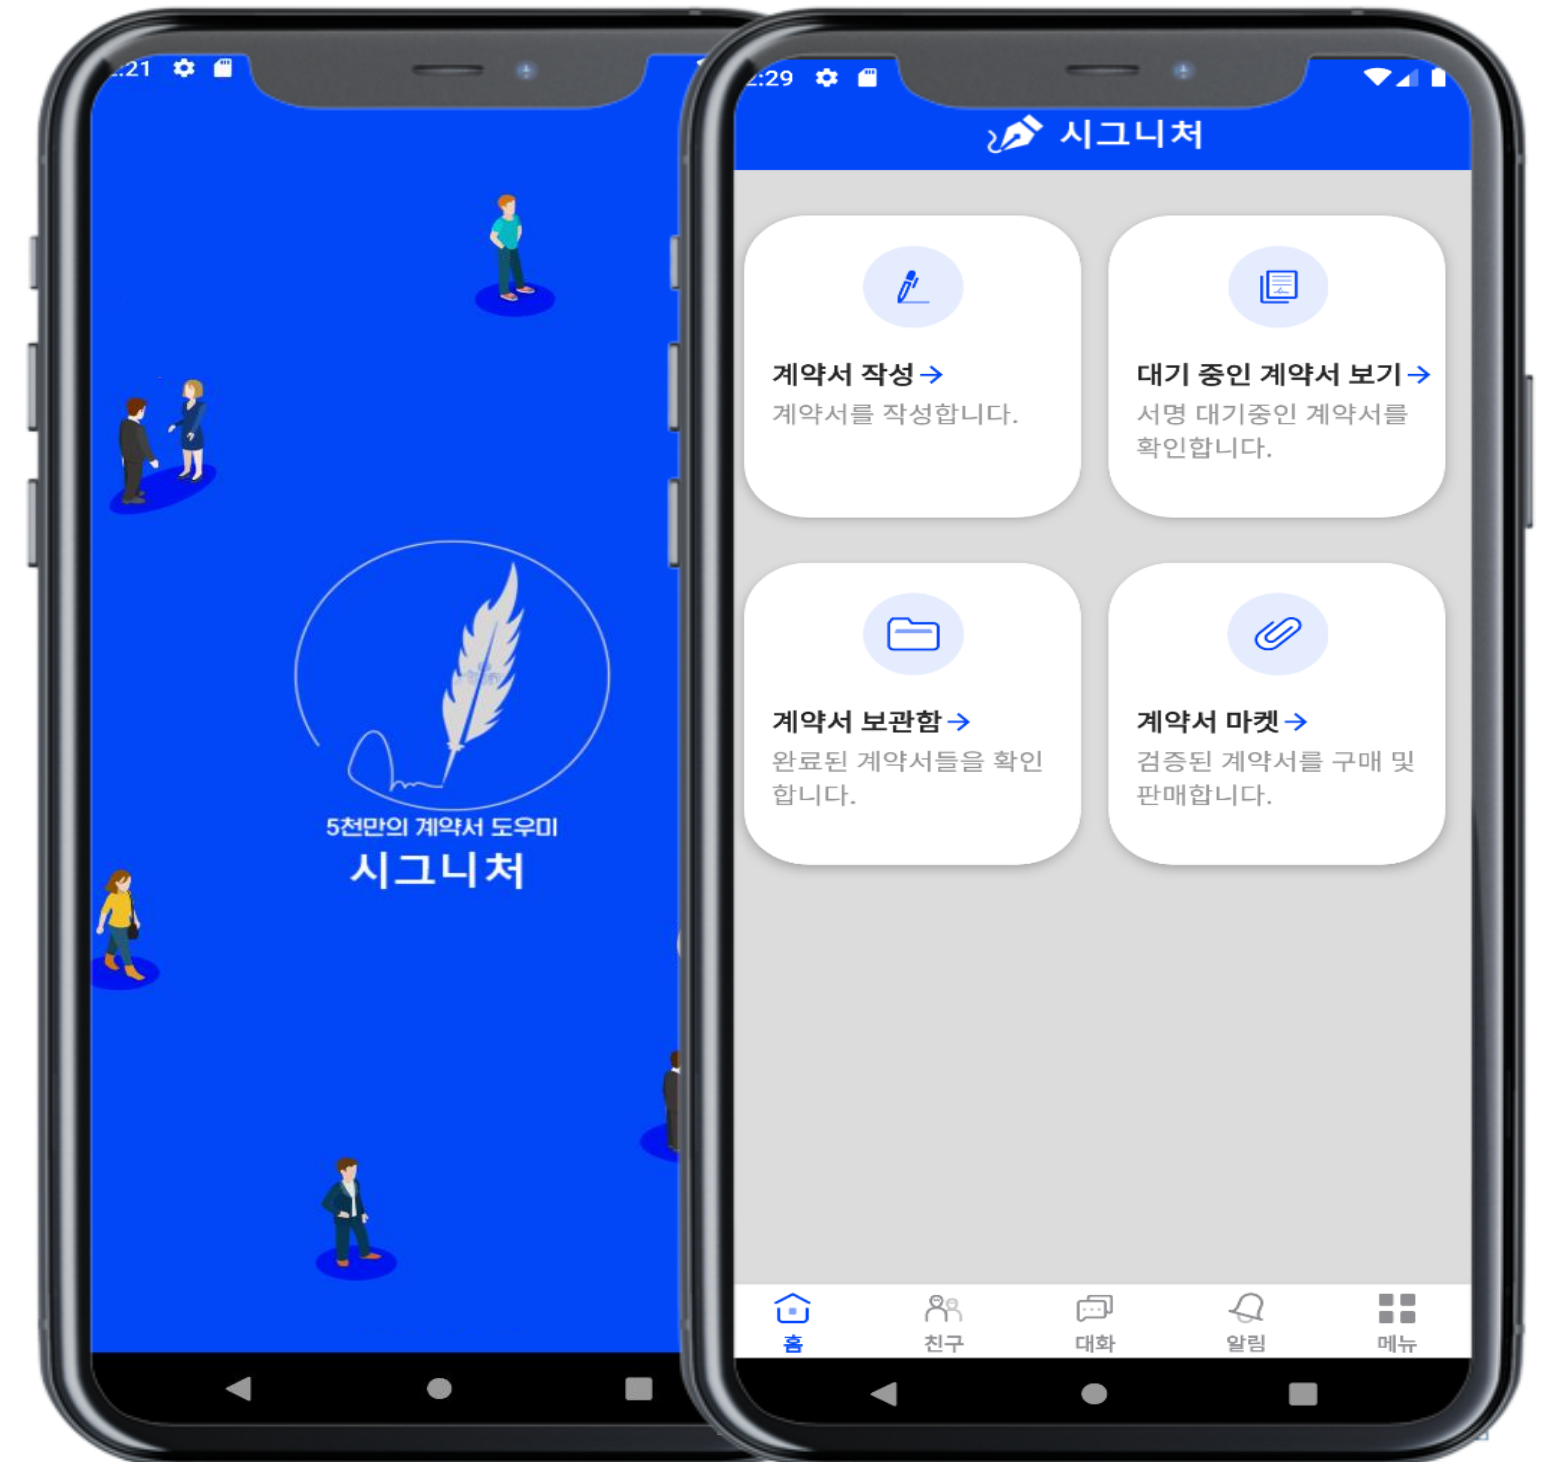 :21
5천만의 계약서 도우미
시그니처
2:29
시그니처
계약서 작성→
계약서를 작성합니다.
대기 중인 계약서 보기→
서명 대기중인 계약서를
확인합니다.
계약서 보관함→
완료된 계약서들을 확인
합니다.
계약서 마켓→
검증된 계약서를 구매 및
판매합니다.
홈
친구
대화
알림
메뉴